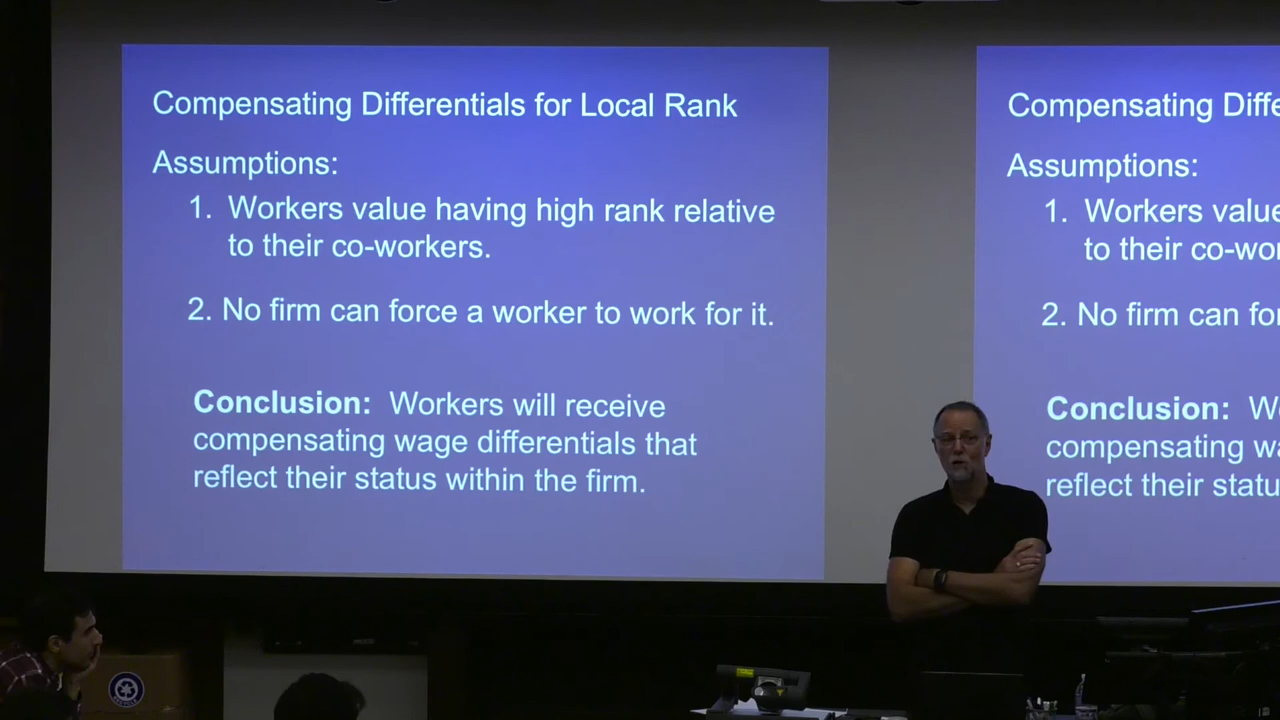 Compensating Differentials for Local Rank
Assumptions:
1. Workers value having high rank relative
to their co-workers.
2. No firm can force a worker to work for it.
Conclusion: Workers will receive
compensating wage differentials that
reflect their status within the firm.
Compensating Diffe
Assumptions:
1. Workers value
to their co-wor
2. No firm can for
Conclusion: Wo
compensating wa
reflect their statu
RECYCLE